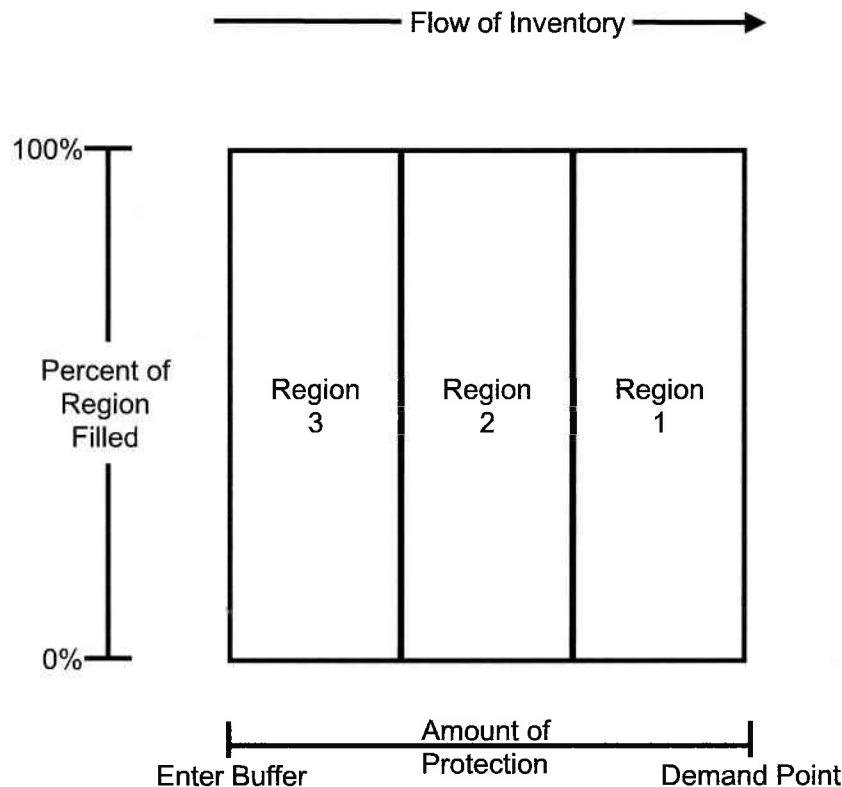 Flow of Inventory
100%
Percent of
Region
Filled
Region
3
Region
2
Region
1
0%
Amount of
Protection
Enter Buffer
Demand Point